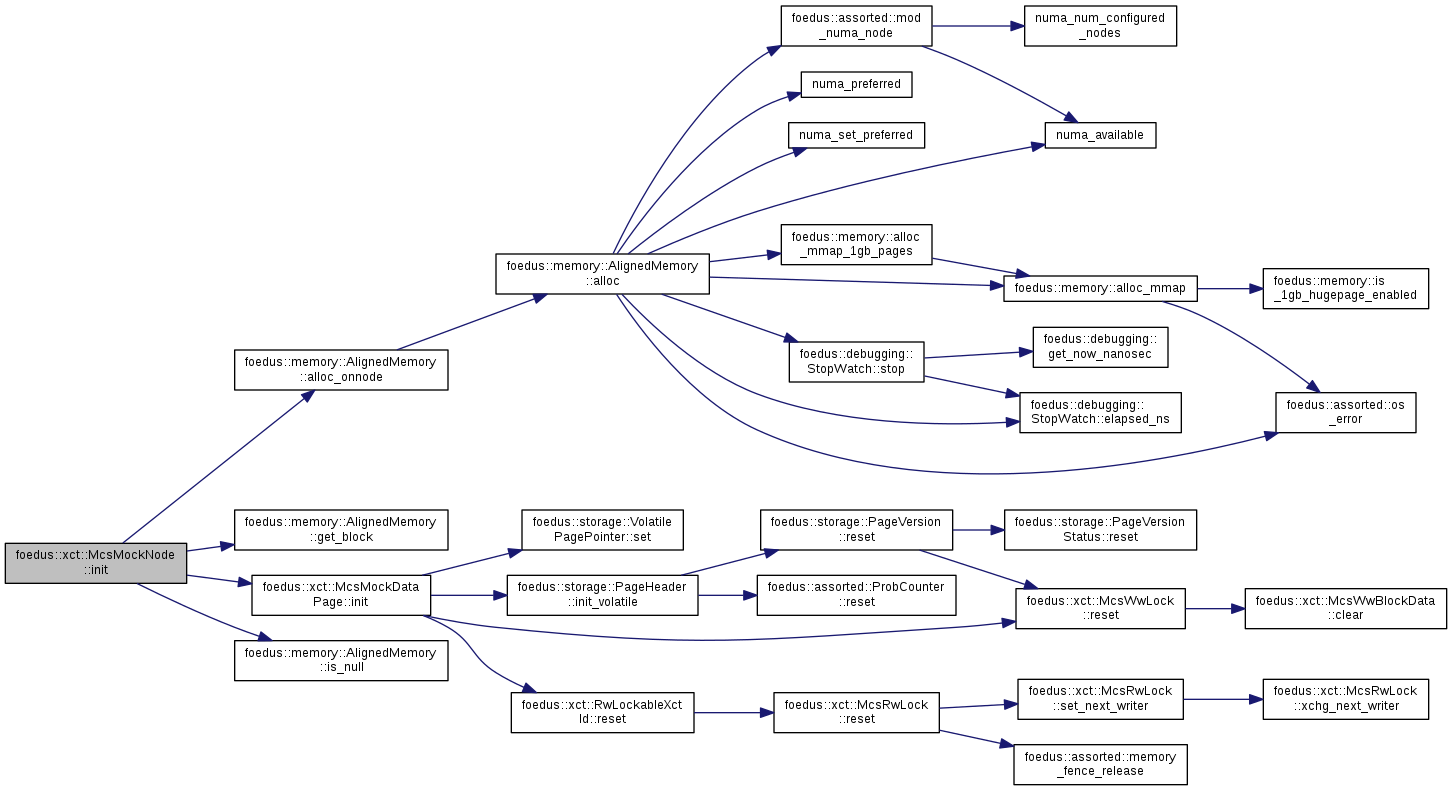 foedus::assorted::mod
_numa_node
numa_num_configured
_nodes
numa_preferred
numa_set_preferred
numa_available
foedus::memory::alloc
_mmap_1gb_pages
foedus::memory::AlignedMemory
::alloc
foedus::memory::alloc_mmap
foedus::memory::is
_1gb_hugepage_enabled
foedus::debugging::
StopWatch::stop
foedus::debugging::
get_now_nanosec
foedus::memory::AlignedMemory
::alloc_onnode
foedus::debugging::
StopWatch::elapsed_ns
foedus::assorted::os
_error
foedus::xct::McsMockNode
::init
foedus::memory::AlignedMemory
::get_block
foedus::storage::Volatile
PagePointer::set
foedus::storage::PageVersion
::reset
foedus::storage::PageVersion
Status::reset
foedus::xct::McsMockData
Page::init
foedus::storage::PageHeader
::init_volatile
foedus::assorted::ProbCounter
::reset
foedus::xct::McsWwLock
::reset
foedus::xct::McsWwBlockData
::clear
foedus::memory::AlignedMemory
::is_null
foedus::xct::RwLockableXct
Id::reset
foedus::xct::McsRwLock
::reset
foedus::xct::McsRwLock
::set_next_writer
foedus::xct::McsRwLock
::xchg_next_writer
foedus::assorted::memory
_fence_release